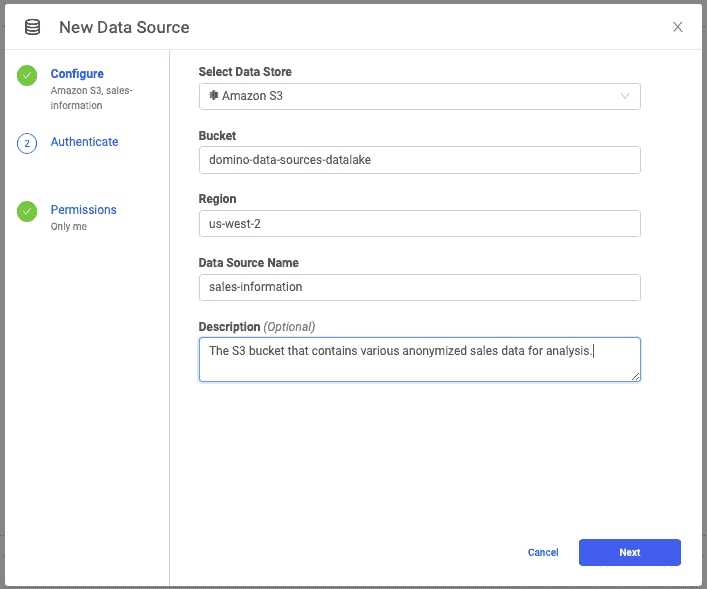 New Data Source
Configure
Amazon S3, sales-
information
2
Authenticate
Permissions
Only me
Select Data Store
Amazon S3
Bucket
domino-data-sources-datalake
Region
us-west-2
Data Source Name
sales-information
Description (Optional)
The S3 bucket that contains various anonymized sales data for analysis.
Cancel
Next